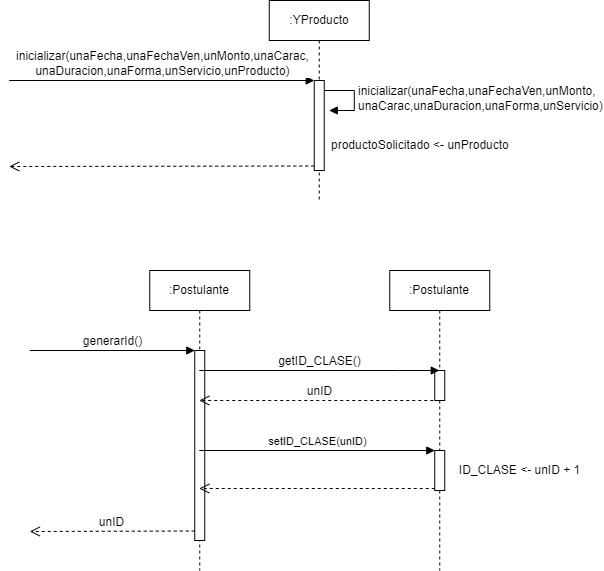 :YProducto
inicializar(unaFecha,unaFechaVen,unMonto,unaCarac,
unaDuracion,unaForma,unServicio,unProducto)
inicializar(unaFecha,unaFechaVen,unMonto,
unaCarac,unaDuracion,unaForma,unServicio)
productoSolicitado <- unProducto
:Postulante
:Postulante
generarId()
getID_CLASE()
unID
setID_CLASE(unID)
ID_CLASE <- unID + 1
unID